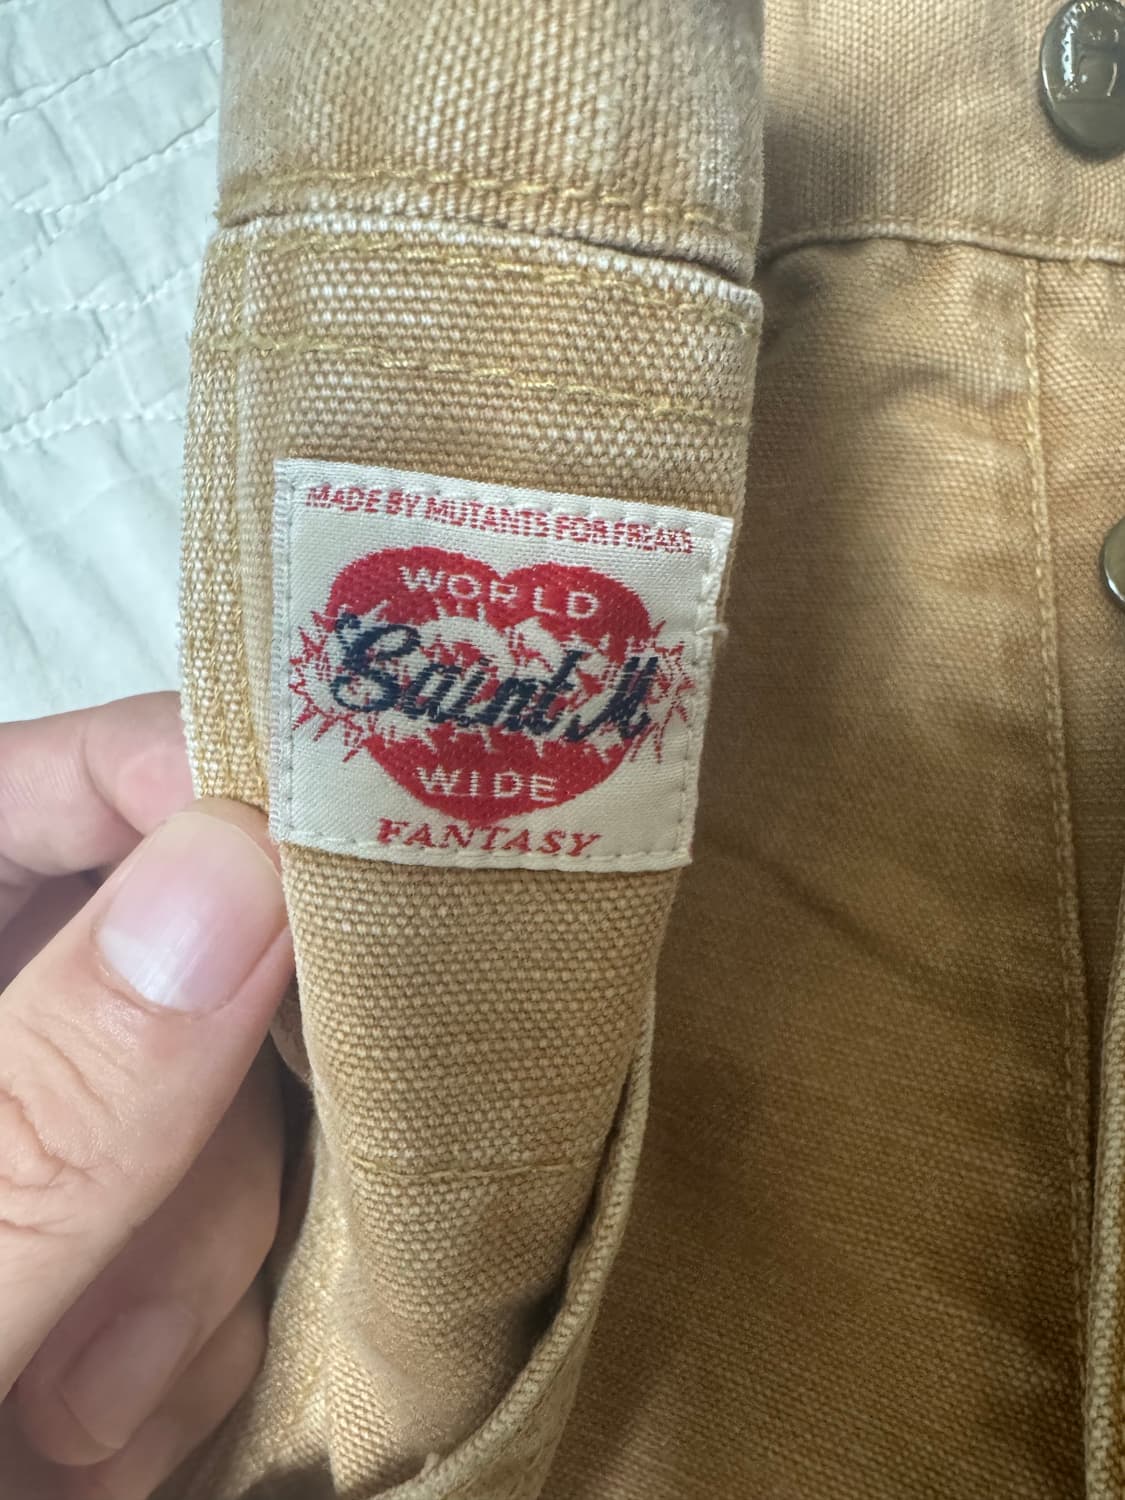 MADE BY MUTANTS FOR FREAKS
WORLD
Saint M
WIDE
FANTASY